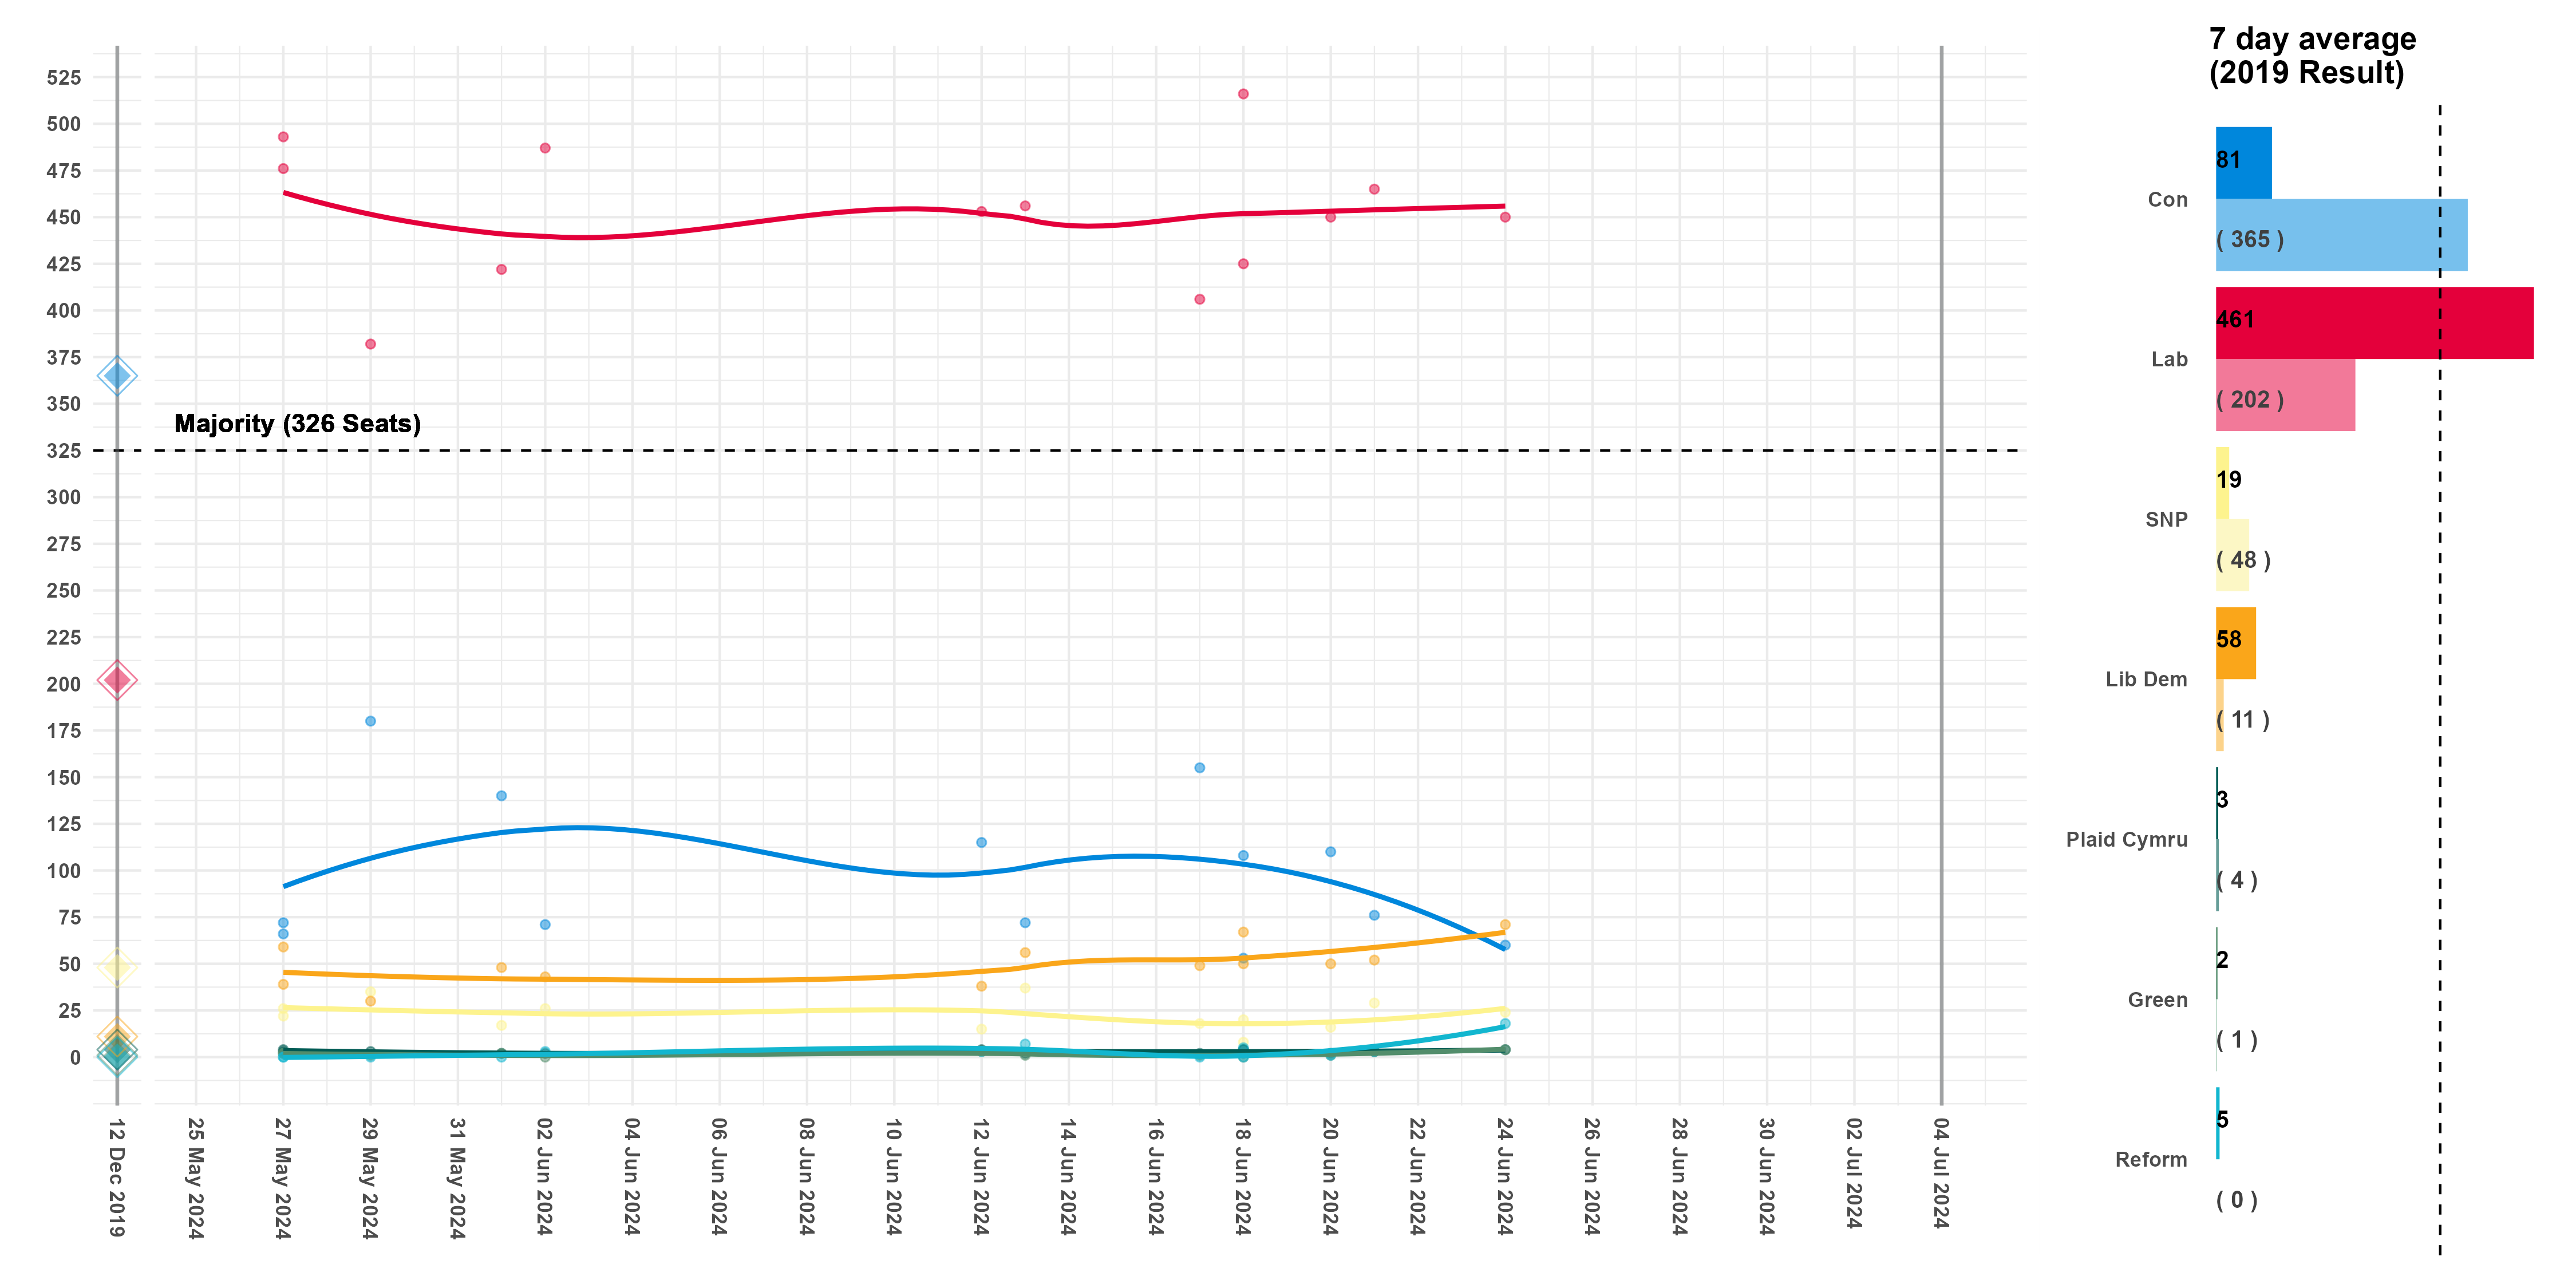 7 day average
(2019 Result)
525
500
475
450
425
400
375
350
325
300
275
250
225
200
175
150
125
100
75
50
25
0
Majority (326 Seats)
12 Dec 2019
25 May 2024
27 May 2024
29 May 2024
31 May 2024
02 Jun 2024
04 Jun 2024
06 Jun 2024
08 Jun 2024
10 Jun 2024
12 Jun 2024
14 Jun 2024
16 Jun 2024
18 Jun 2024
20 Jun 2024
22 Jun 2024
24 Jun 2024
26 Jun 2024
28 Jun 2024
30 Jun 2024
02 Jul 2024
04 Jul 2024
81
Con
( 365 )
461
Lab
( 202 )
19
SNP
( 48 )
58
Lib Dem
( 11 )
3
Plaid Cymru
( 4 )
2
Green
( 1 )
5
Reform
( 0 )